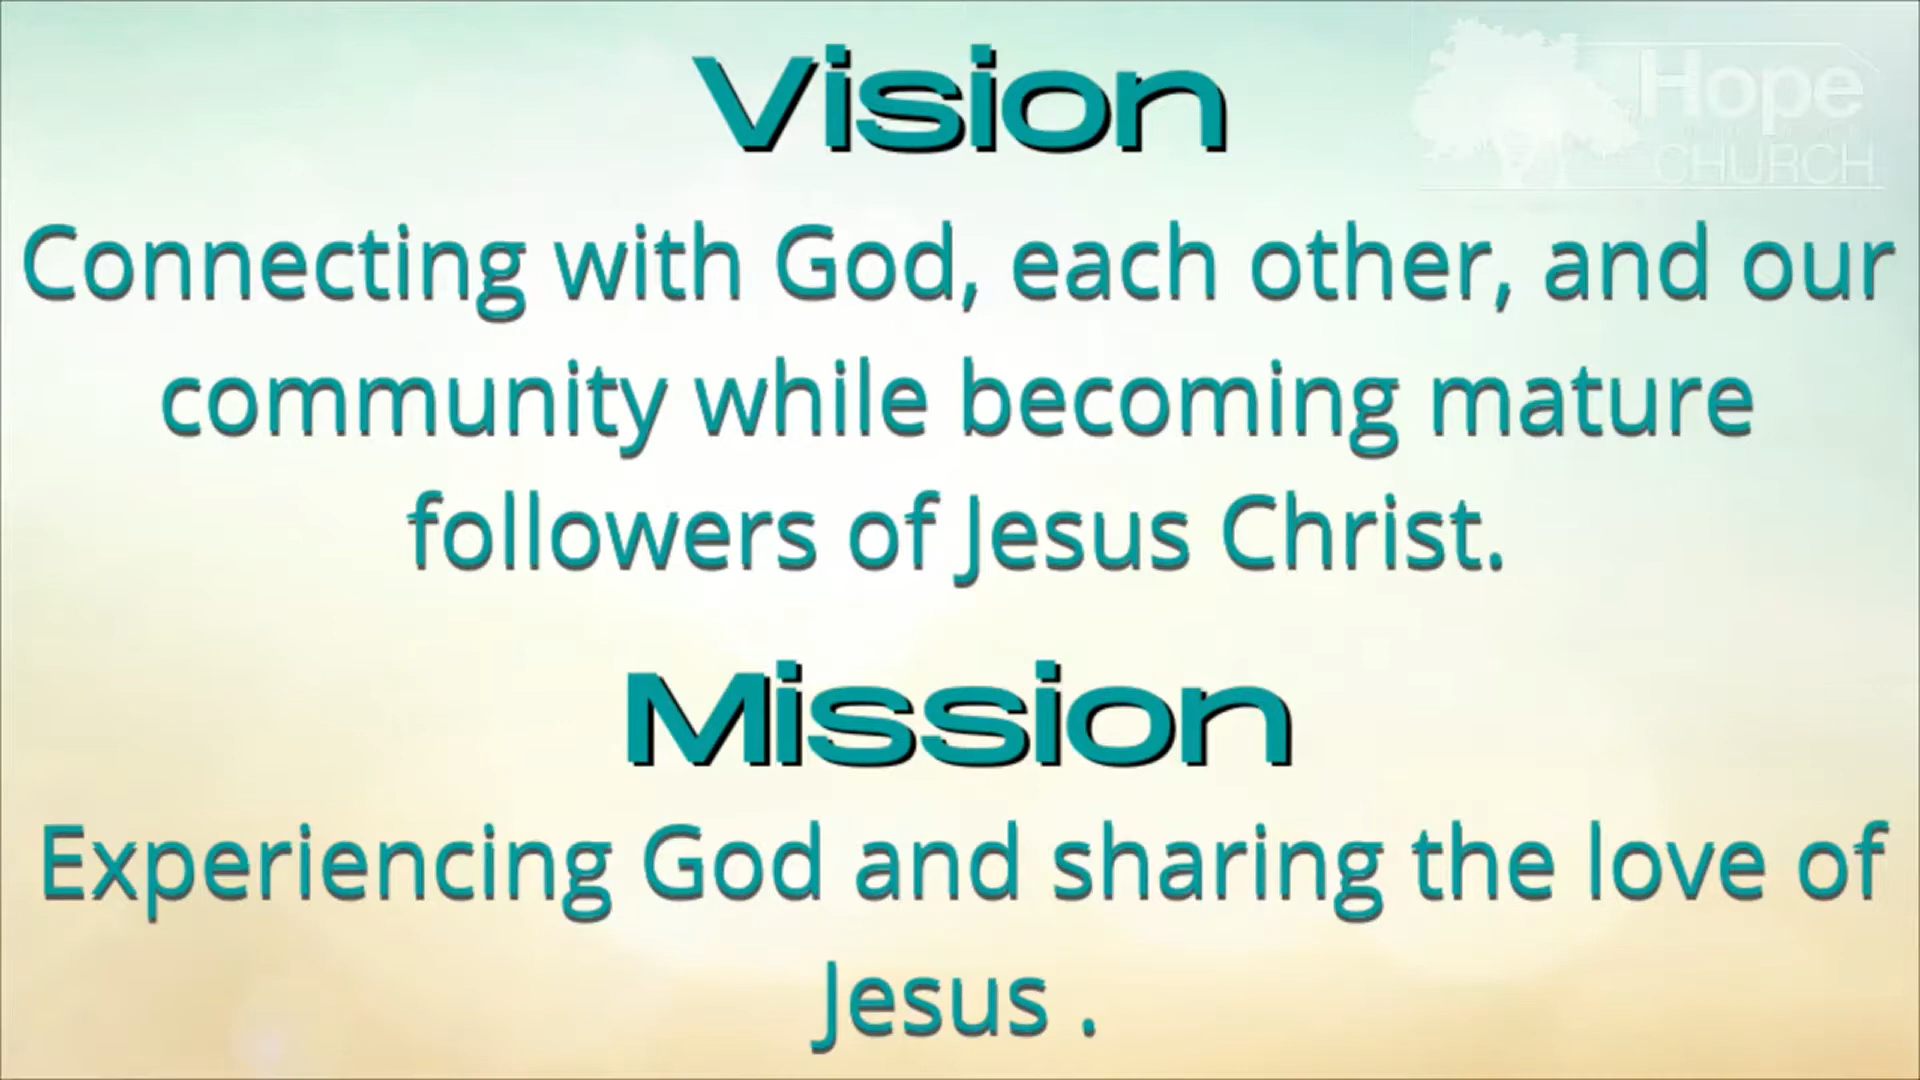 Vision
Hope
CHURCH
Connecting with God, each other, and our
community while becoming mature
followers of Jesus Christ.
Mission
Experiencing God and sharing the love of
Jesus .